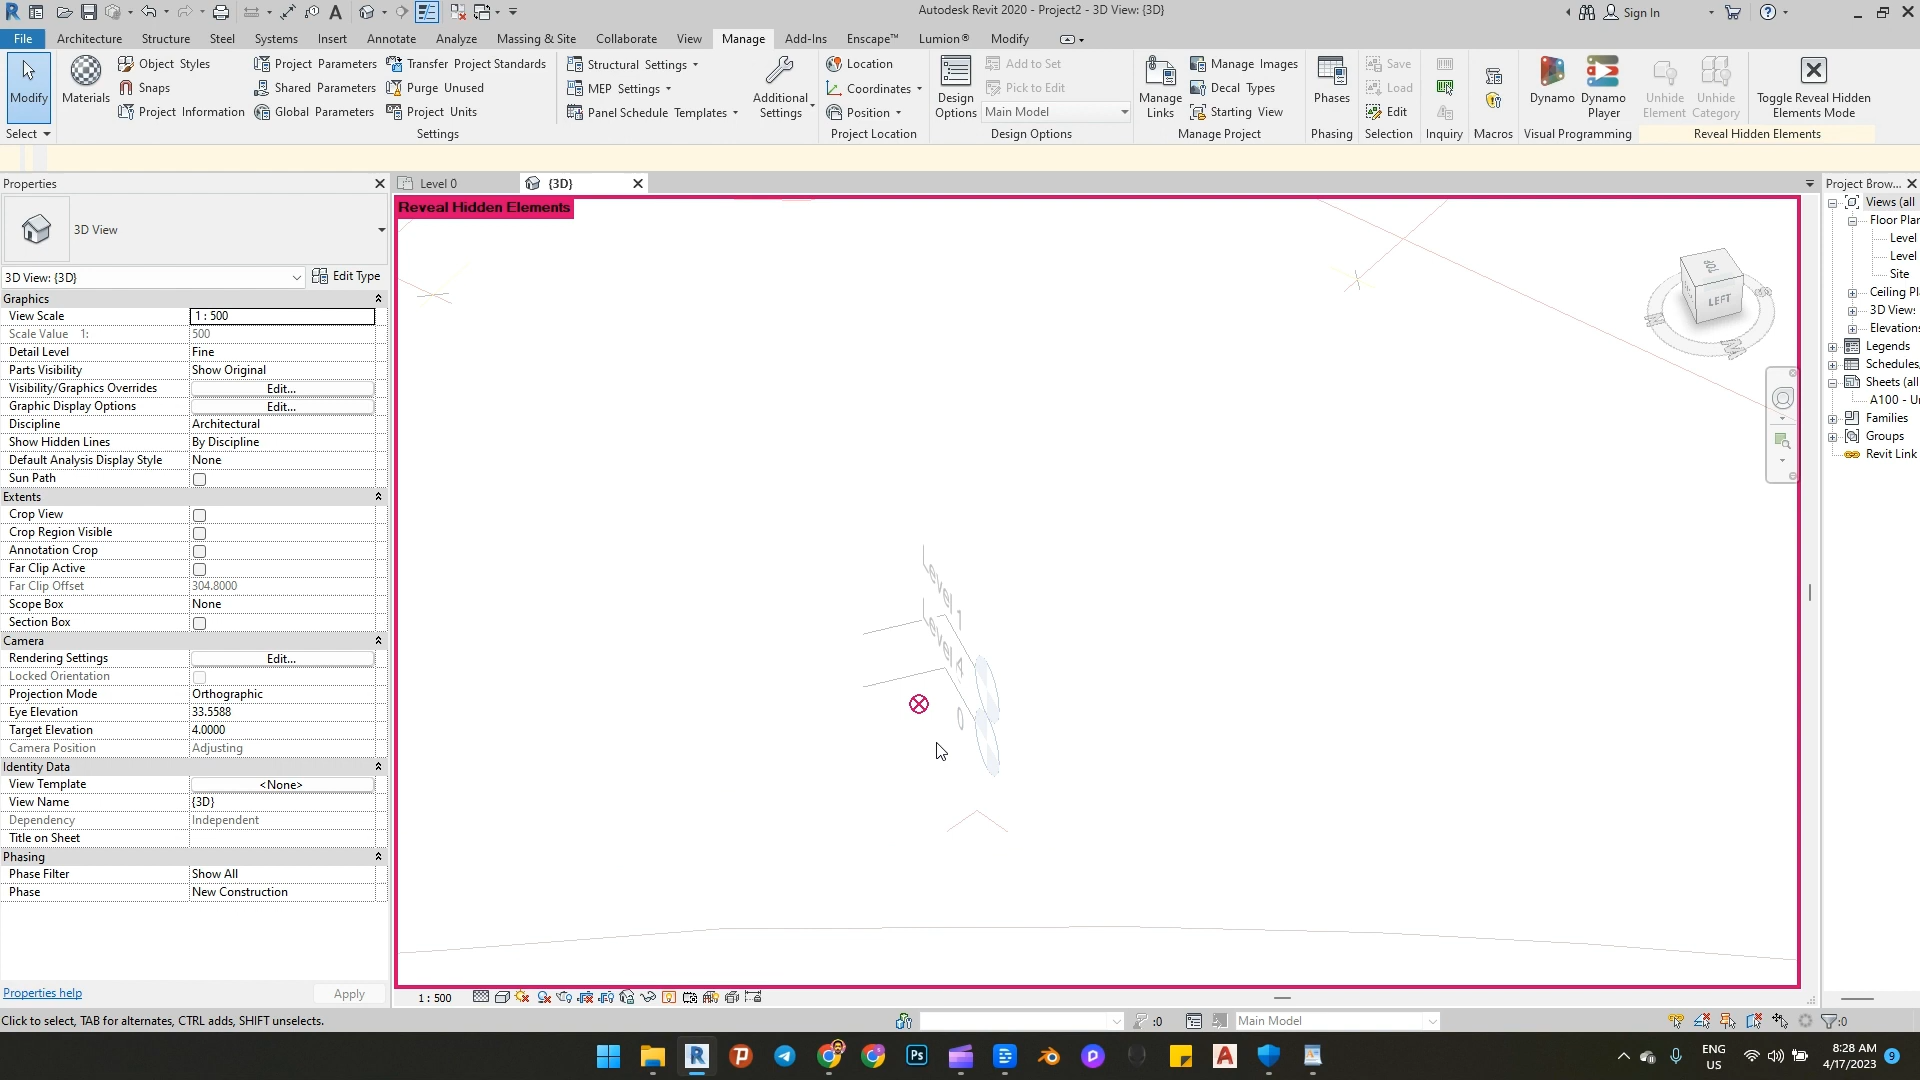 Autodesk Revit 2020 - Project2 - 3D View: {3D}
Sign In
File Architecture Structure Steel Systems Insert Annotate Analyze Massing & Site Collaborate View Manage Add-Ins Enscape™ Lumion® Modify
Modify
Select
Materials
Object Styles
Snaps
Project Information
Project Parameters
Shared Parameters
Global Parameters
Transfer Project Standards
Purge Unused
Project Units
Settings
Structural Settings
MEP Settings
Panel Schedule Templates
Additional
Settings
Location
Coordinates
Position
Project Location
Design
Options
Add to Set
Pick to Edit
Main Model
Design Options
Manage
Links
Manage Images
Decal Types
Starting View
Manage Project
Phases
Phasing
Save
Load
Edit
Selection
Inquiry
Macros
Dynamo
Dynamo
Player
Visual Programming
Unhide
Element
Unhide
Category
Toggle Reveal Hidden
Elements Mode
Reveal Hidden Elements
Properties
3D View
3D View: {3D}
Edit Type
Graphics
View Scale 1 : 500
Scale Value 1: 500
Detail Level Fine
Parts Visibility Show Original
Visibility/Graphics Overrides Edit...
Graphic Display Options Edit...
Discipline Architectural
Show Hidden Lines By Discipline
Default Analysis Display Style None
Sun Path
Extents
Crop View
Crop Region Visible
Annotation Crop
Far Clip Active
Far Clip Offset 304.8000
Scope Box None
Section Box
Camera
Rendering Settings Edit...
Locked Orientation
Projection Mode Orthographic
Eye Elevation 33.5588
Target Elevation 4.0000
Camera Position Adjusting
Identity Data
View Template <None>
View Name {3D}
Dependency Independent
Title on Sheet
Phasing
Phase Filter Show All
Phase New Construction
Properties help
Apply
Level 0
{3D}
Reveal Hidden Elements
TOP
LEFT
Level 1
4
Level
0
1 : 500
Project Brow...
Views (all
Floor Plar
Level
Level
Site
Ceiling Pl
3D Views
Elevations
Legends
Schedules,
Sheets (all
A100 - Ur
Families
Groups
Revit Link
Click to select, TAB for alternates, CTRL adds, SHIFT unselects.
:0
Main Model
:0
Ps
ENG
US
8:28 AM
4/17/2023
9